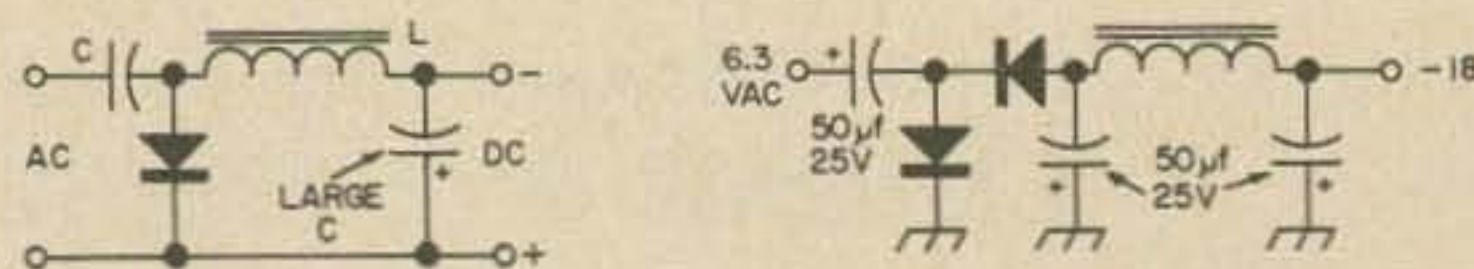 C
L
-
AC
LARGE
C
+
DC
+
6.3
VAC
+
50µf
25V
-18
50µf
25V
+
+